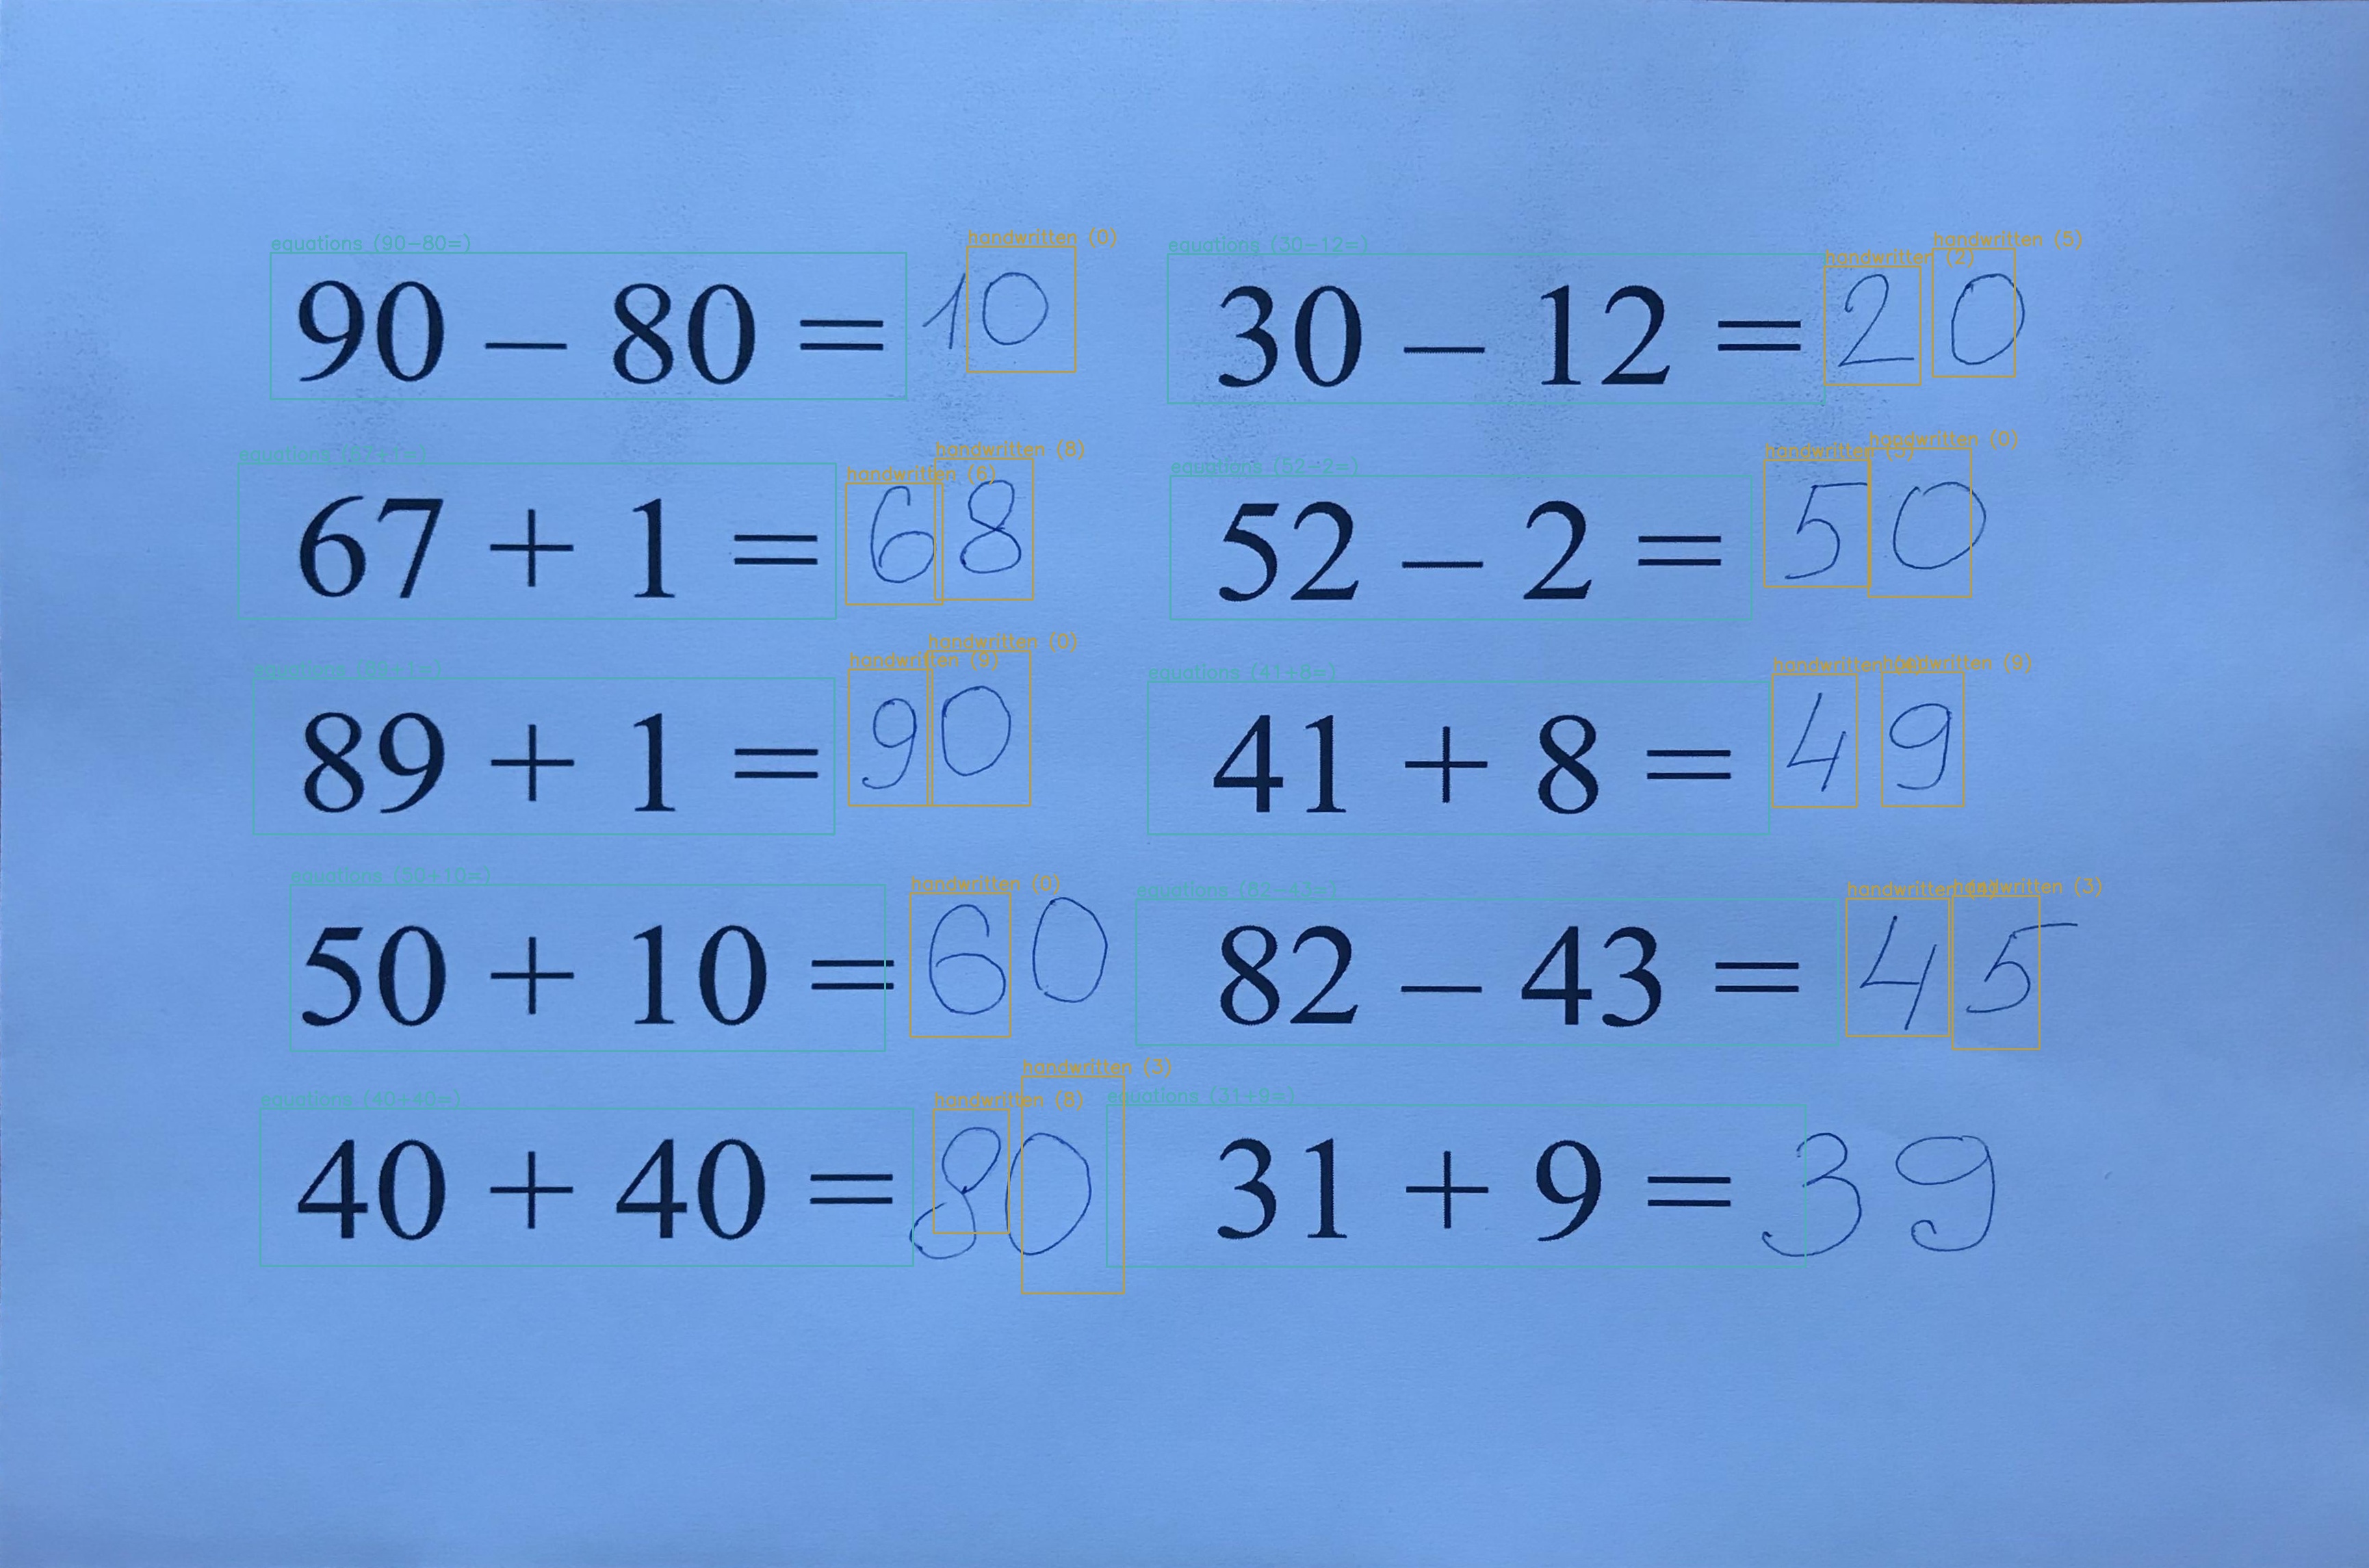 equations (90-80=) handwritten (0) equations (30-12=) handwritten (2) handwritten (5)
90 – 80 = 10 30 – 12 = 20
equations (67+1=) handwritten (6) handwritten (8) equations (52-2=) handwritten handwritten (0)
67 + 1 = 68 52 – 2 = 50
equations (89+1=) handwritten (9) handwritten (0) equations (41+8=) handwritten handwritten (9)
89 + 1 = 90 41 + 8 = 49
equations (50+10=) handwritten (0) equations (82-43=) handwritten handwritten (3)
50 + 10 = 60 82 – 43 = 45
equations (40+40=) handwritten (8) handwritten (3) equations (31+9=)
40 + 40 = 80 31 + 9 = 39